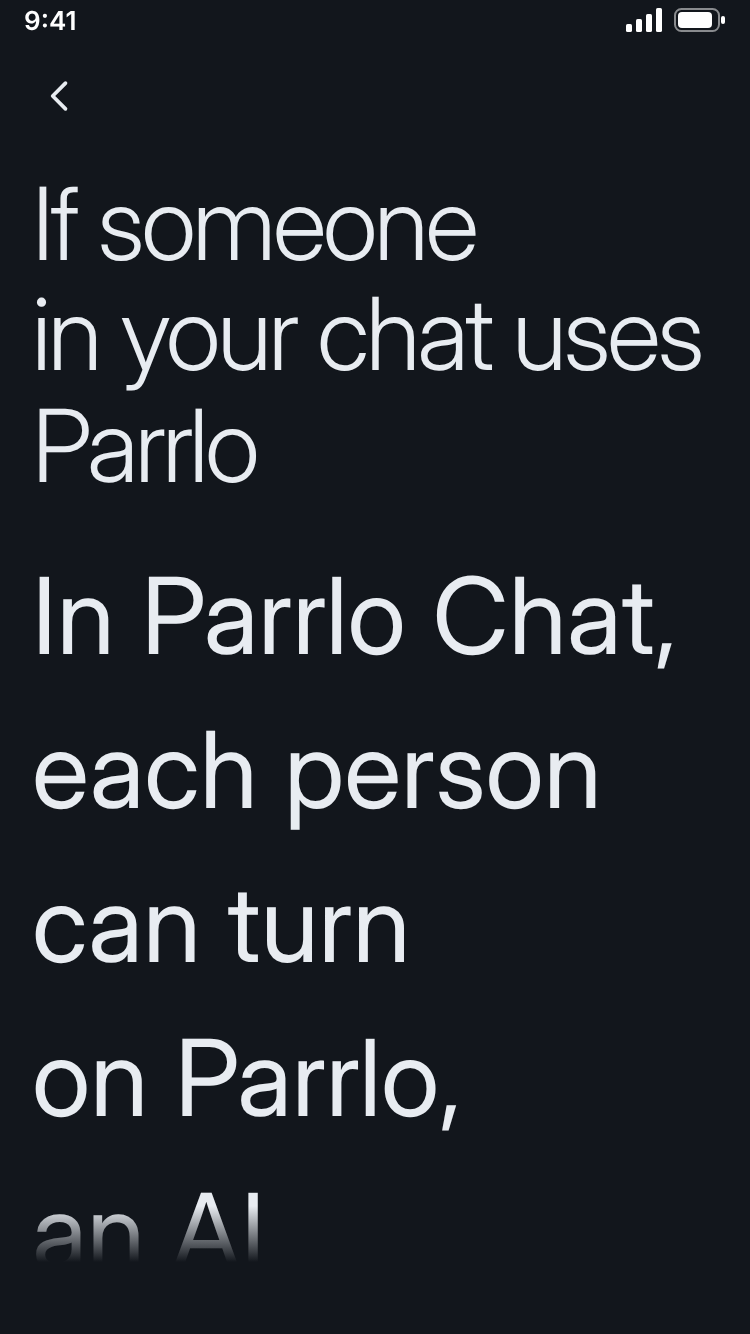 9:41
If someone
in your chat uses
Parrlo
In Parrlo Chat,
each person
can turn
on Parrlo,
an AI